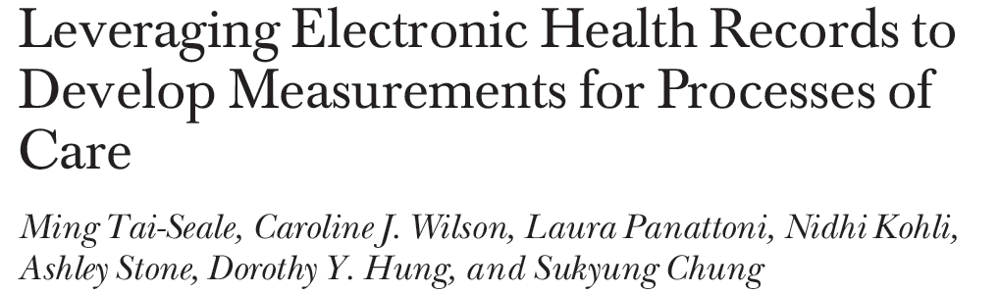 Leveraging Electronic Health Records to
Develop Measurements for Processes of
Care
Ming Tai-Seale, Caroline J. Wilson, Laura Panattoni, Nidhi Kohli,
Ashley Stone, Dorothy Y. Hung, and Sukyung Chung